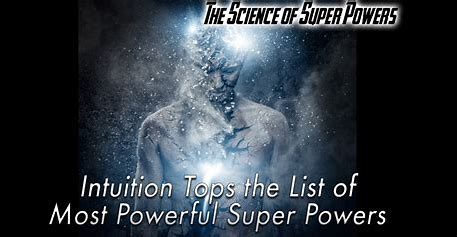 The Science of Super Powers
Intuition Tops the List of
Most Powerful Super Powers